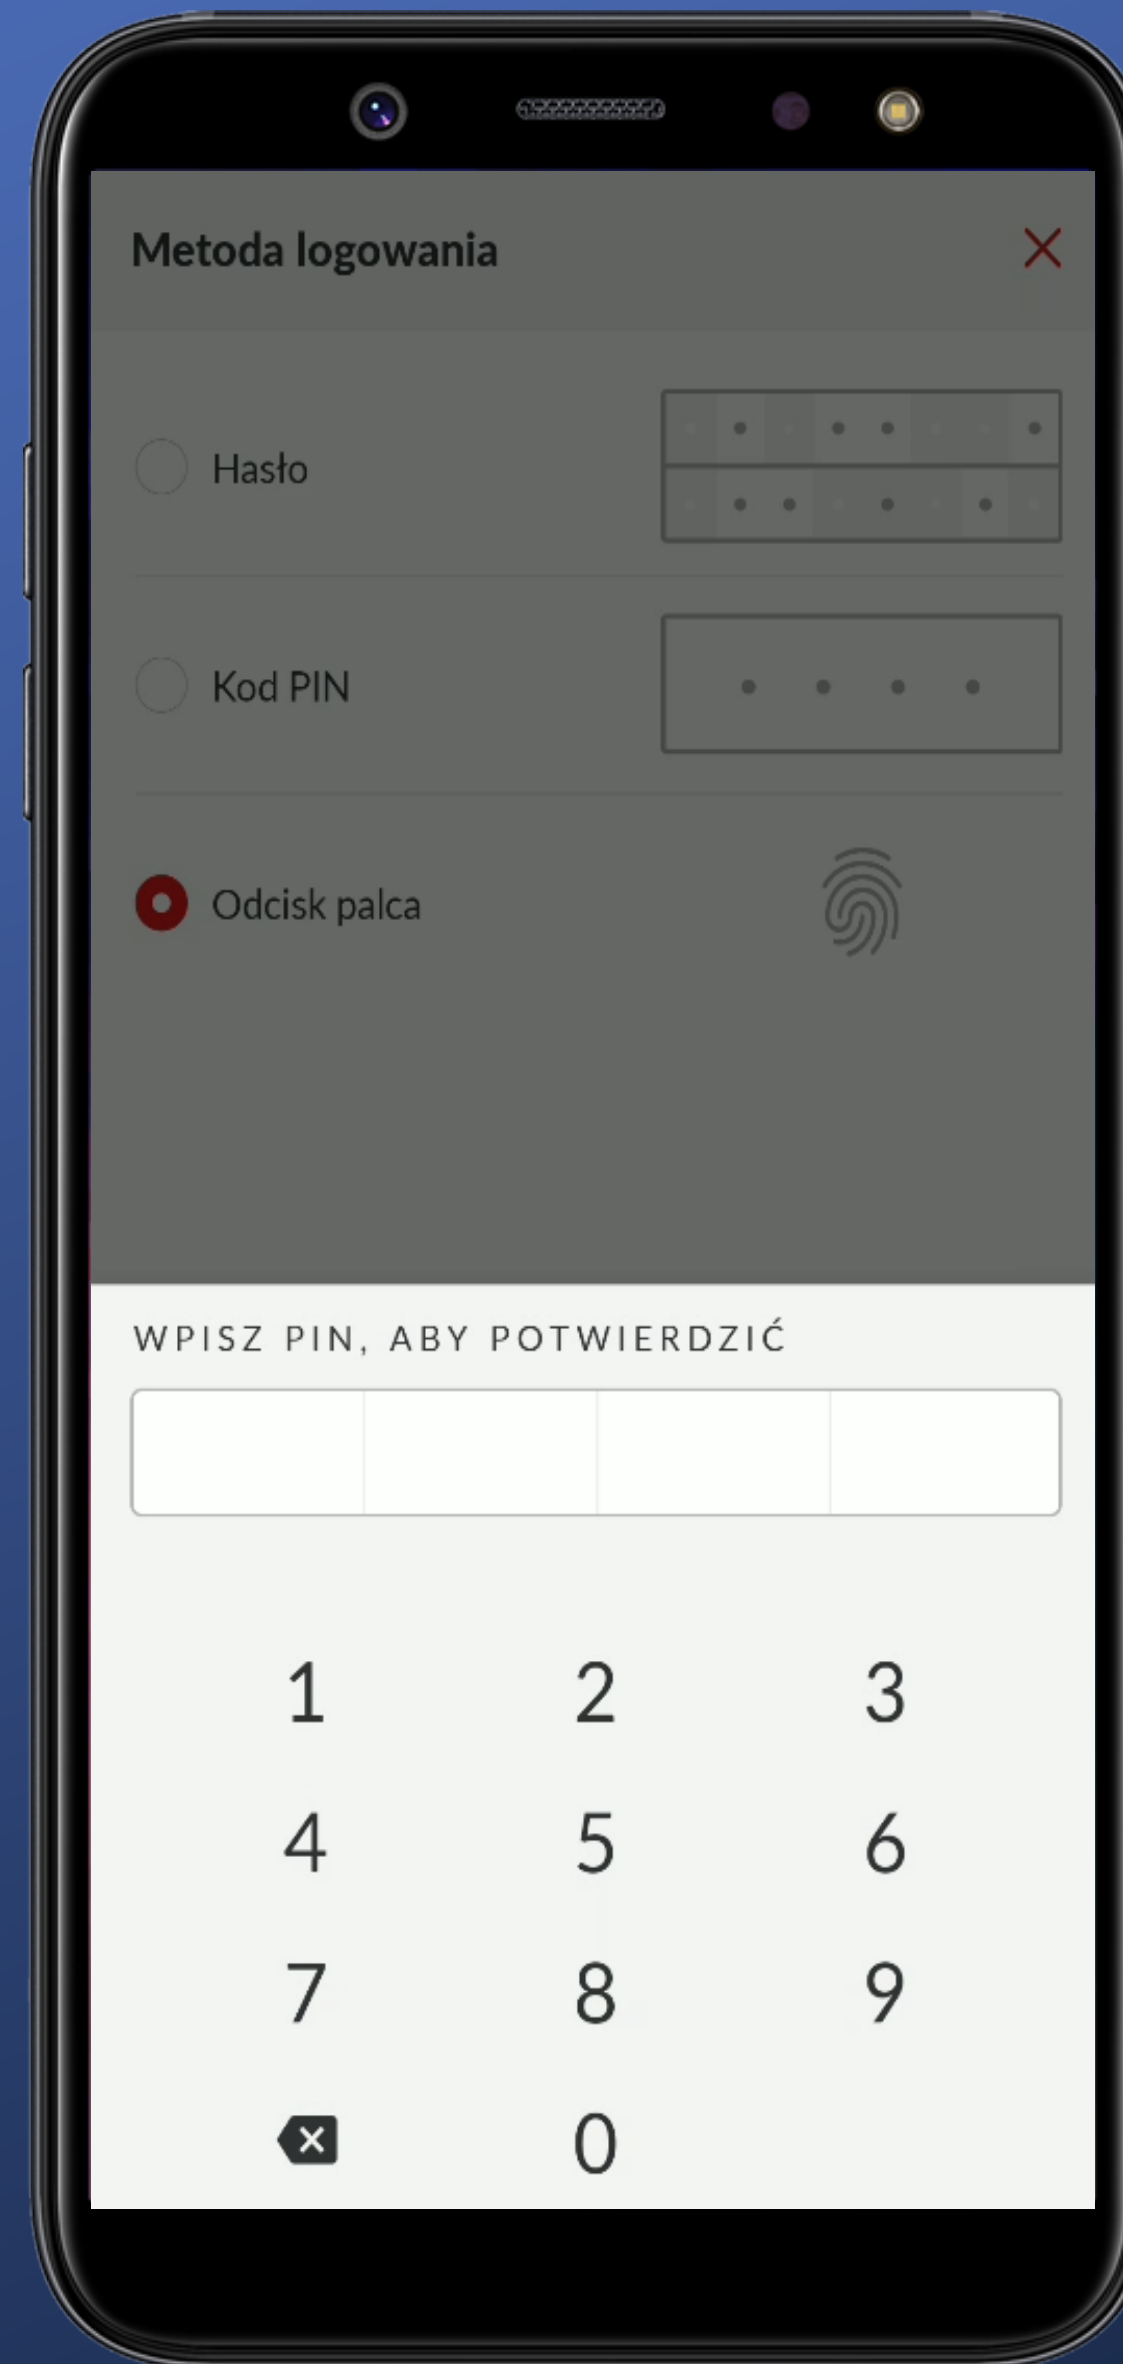 Metoda logowania
Hasło
Kod PIN
Odcisk palca
WPISZ PIN, ABY POTWIERDZIĆ
1 2 3
4 5 6
7 8 9
0